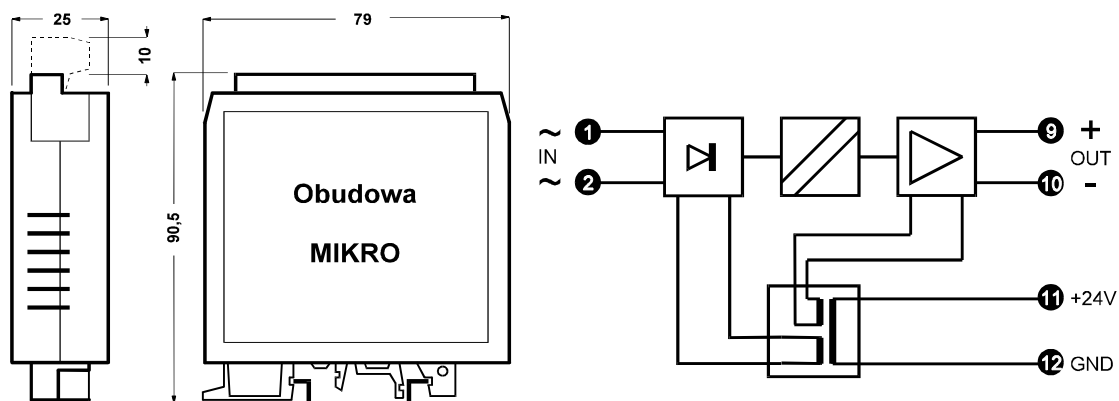 25
10
79
90,5
Obudowa
MIKRO
~ 1
IN
~ 2
9 +
OUT
10 -
11 +24V
12 GND